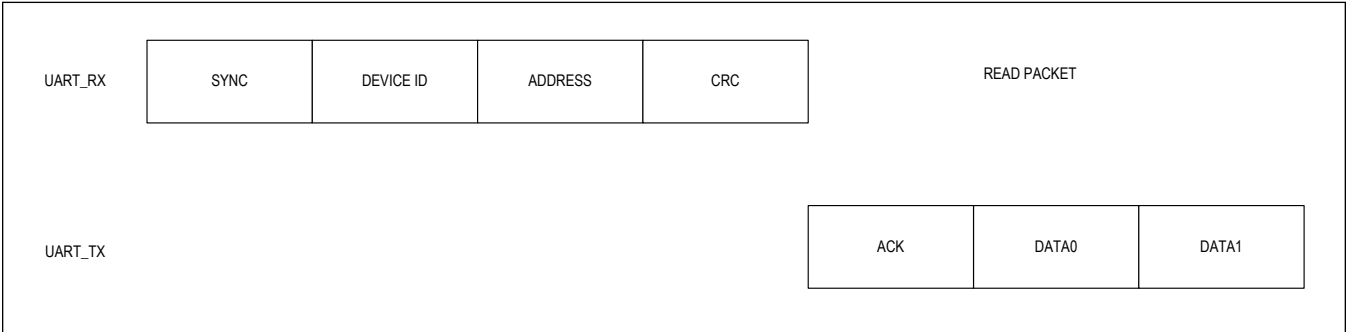 UART_RX SYNC DEVICE ID ADDRESS CRC READ PACKET
UART_TX ACK DATA0 DATA1